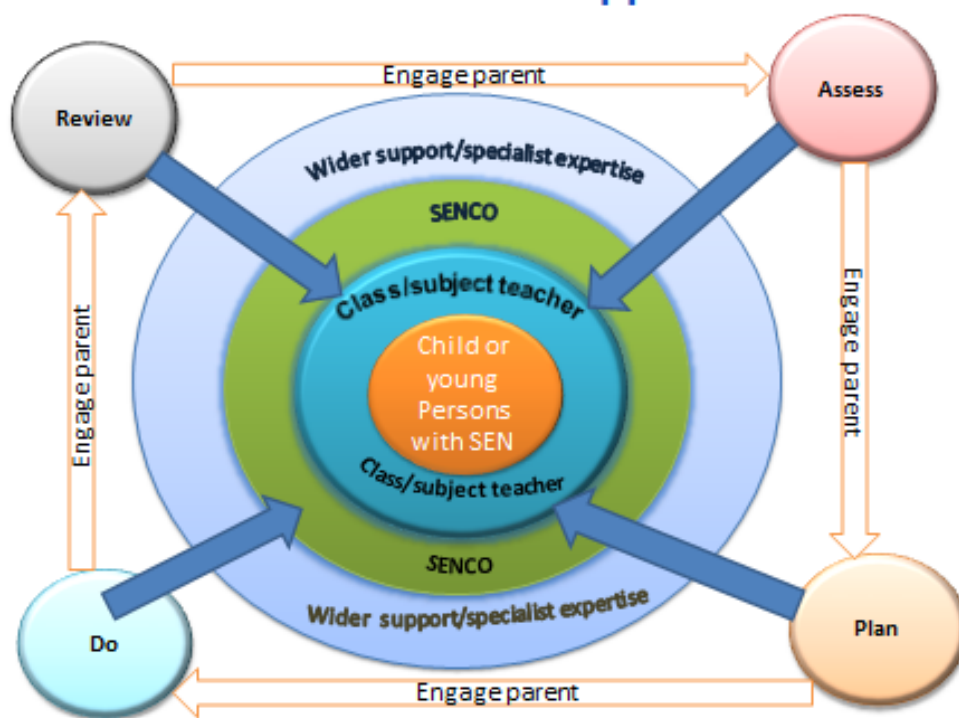 Engage parent
Review
Assess
Wider support/specialist expertise
SENCO
Class/subject teacher
Child or
young
Persons
with SEN
Class/subject teacher
SENCO
Wider support/specialist expertise
Engage parent
Engage parent
Do
Plan
Engage parent